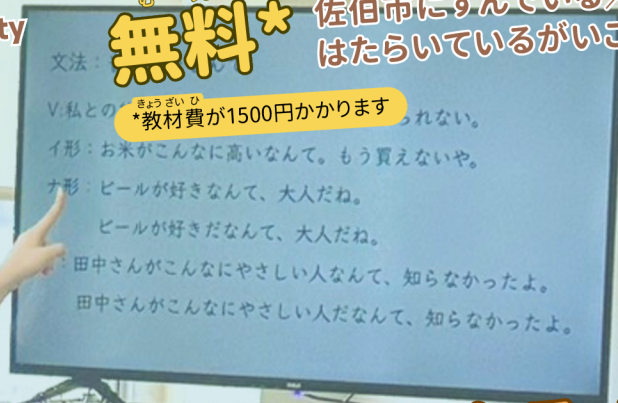 ty
無料*
佐伯市にすんでいる
はたらいているがいこ
*教材費が1500円かかります
きょうざいひ
文法:
V:私との られない。
イ形:お米がこんなに高いなんて。もう買えないや。
ナ形:ビールが好きなんて、大人だね。
ビールが好きだなんて、大人だね。
:田中さんがこんなにやさしい人なんて、知らなかったよ。
田中さんがこんなにやさしい人だなんて、知らなかったよ。